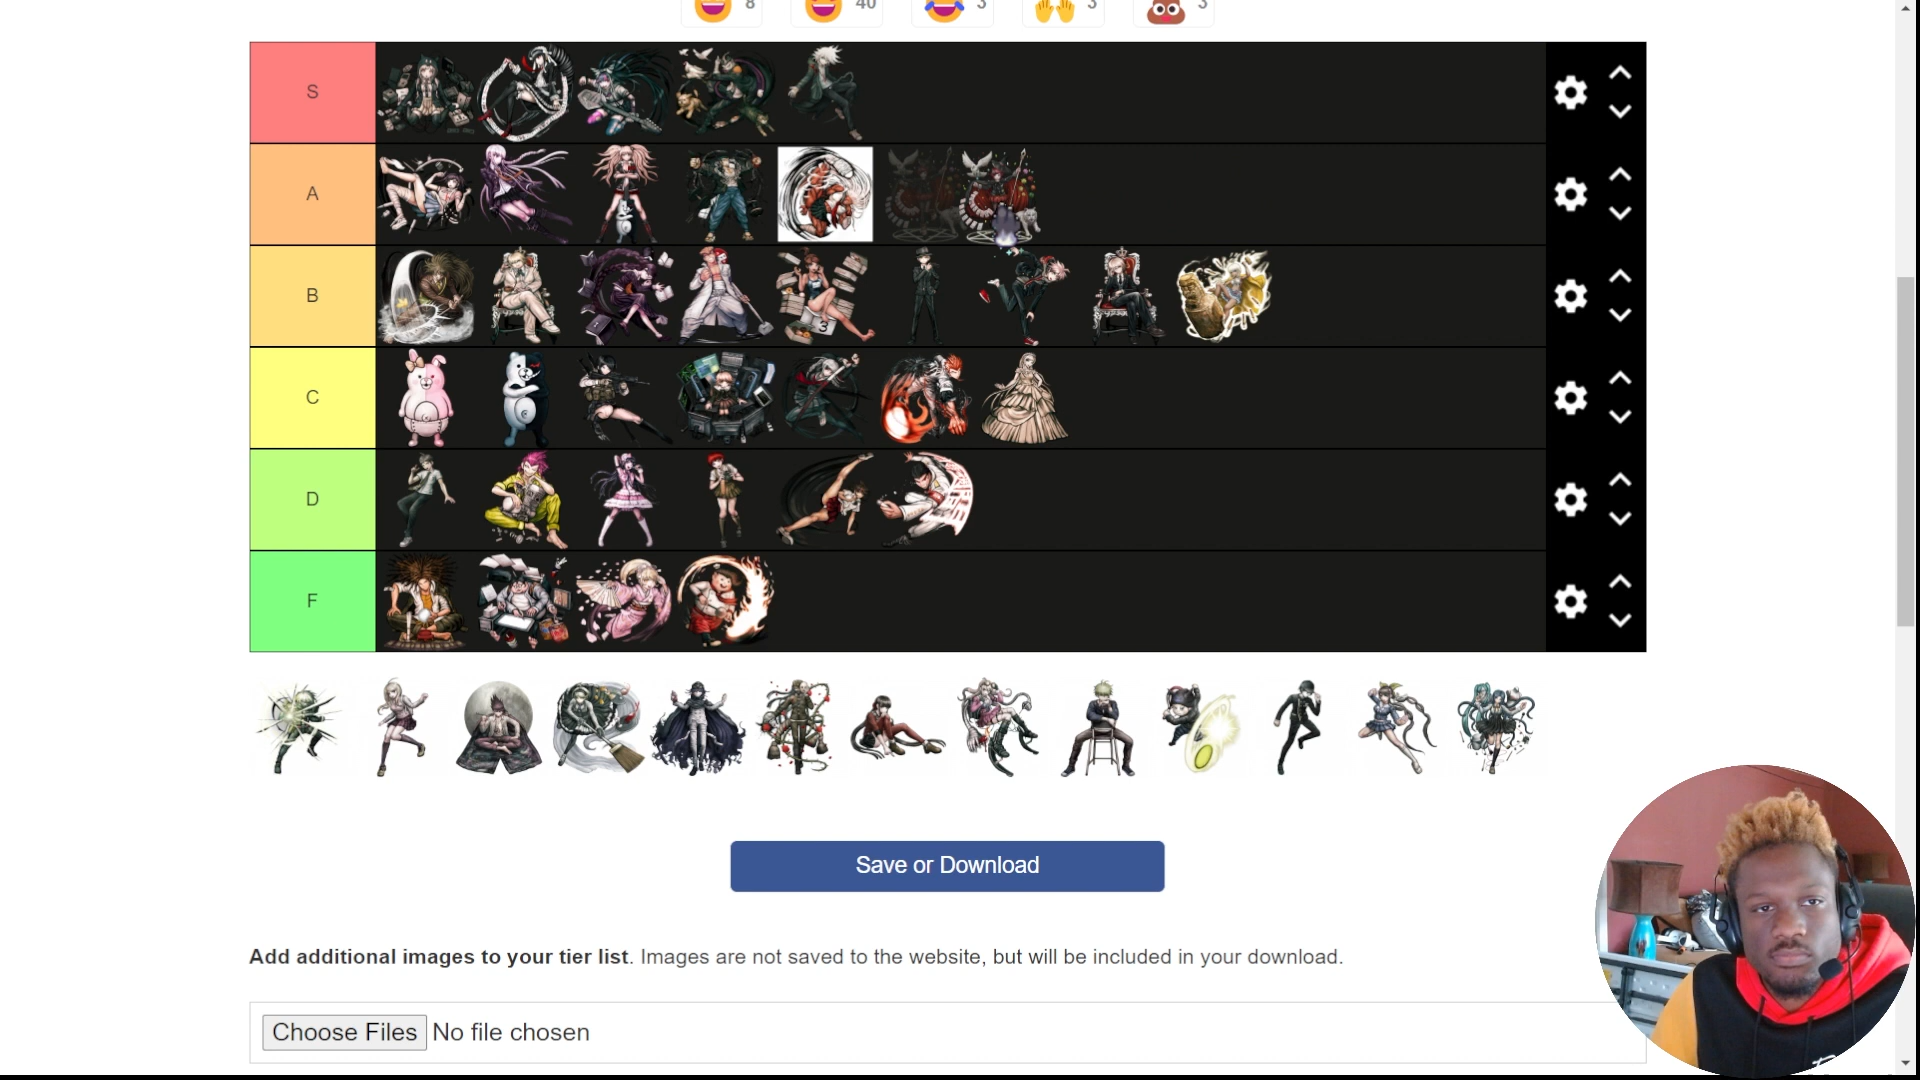 8
40
3
3
3
S
A
B
3
C
D
F
Save or Download
Add additional images to your tier list. Images are not saved to the website, but will be included in your download.
Choose Files No file chosen